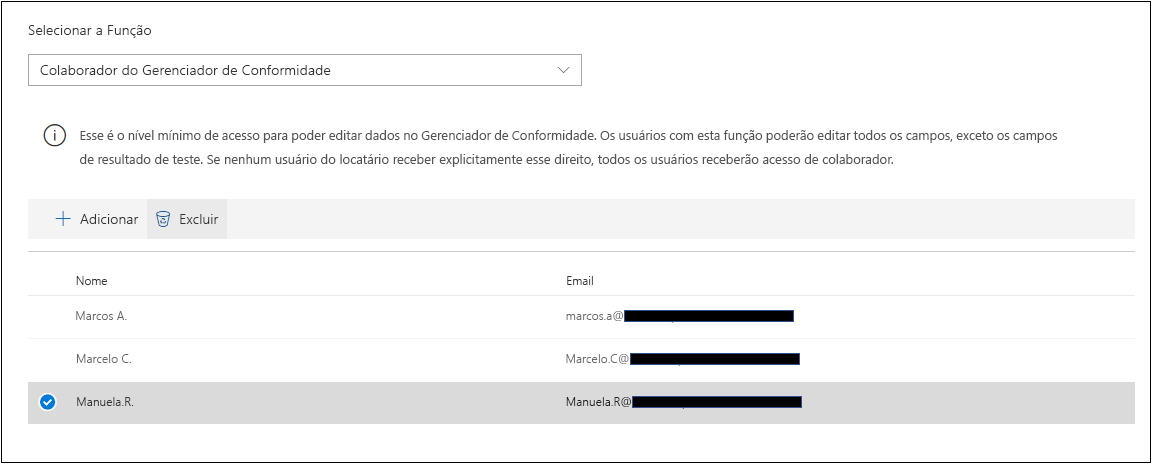 Selecionar a Função
Colaborador do Gerenciador de Conformidade
Esse é o nível mínimo de acesso para poder editar dados no Gerenciador de Conformidade. Os usuários com esta função poderão editar todos os campos, exceto os campos
de resultado de teste. Se nenhum usuário do locatário receber explicitamente esse direito, todos os usuários receberão acesso de colaborador.
Adicionar Excluir
Nome Email
Marcos A. marcos.a@
Marcelo C. Marcelo.C@
Manuela.R. Manuela.R@